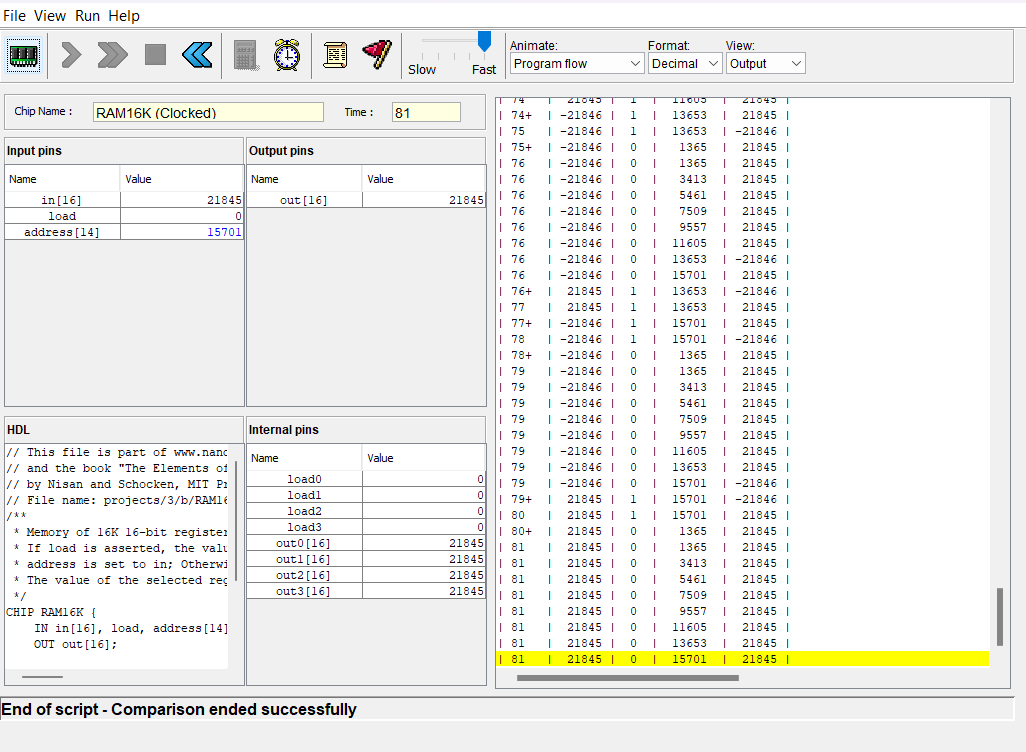 File View Run Help
Animate:
Format:
View:
Slow
Fast
Program flow
Decimal
Output
Chip Name :
RAM16K (Clocked)
Time :
81
Input pins
Name Value
in[16] 21845
load 0
address[14] 15701
Output pins
Name Value
out[16] 21845
HDL
// This file is part of www.nand
// and the book "The Elements of
// by Nisan and Schocken, MIT Pr
// File name: projects/3/b/RAM16
/**
* Memory of 16K 16-bit register
* If load is asserted, the valu
* address is set to in; Otherwi
* The value of the selected reg
*/
CHIP RAM16K {
IN in[16], load, address[14]
OUT out[16];
Internal pins
Name Value
load0 0
load1 0
load2 0
load3 0
out0[16] 21845
out1[16] 21845
out2[16] 21845
out3[16] 21845
| 74 | 21845 | 1 | 11605 | 21845 |
| 74+ | -21846 | 1 | 13653 | 21845 |
| 75 | -21846 | 1 | 13653 | -21846 |
| 75+ | -21846 | 0 | 1365 | 21845 |
| 76 | -21846 | 0 | 1365 | 21845 |
| 76 | -21846 | 0 | 3413 | 21845 |
| 76 | -21846 | 0 | 5461 | 21845 |
| 76 | -21846 | 0 | 7509 | 21845 |
| 76 | -21846 | 0 | 9557 | 21845 |
| 76 | -21846 | 0 | 11605 | 21845 |
| 76 | -21846 | 0 | 13653 | -21846 |
| 76 | -21846 | 0 | 15701 | 21845 |
| 76+ | 21845 | 1 | 13653 | -21846 |
| 77 | 21845 | 1 | 13653 | 21845 |
| 77+ | -21846 | 1 | 15701 | 21845 |
| 78 | -21846 | 1 | 15701 | -21846 |
| 78+ | -21846 | 0 | 1365 | 21845 |
| 79 | -21846 | 0 | 1365 | 21845 |
| 79 | -21846 | 0 | 3413 | 21845 |
| 79 | -21846 | 0 | 5461 | 21845 |
| 79 | -21846 | 0 | 7509 | 21845 |
| 79 | -21846 | 0 | 9557 | 21845 |
| 79 | -21846 | 0 | 11605 | 21845 |
| 79 | -21846 | 0 | 13653 | 21845 |
| 79 | -21846 | 0 | 15701 | -21846 |
| 79+ | 21845 | 1 | 15701 | -21846 |
| 80 | 21845 | 1 | 15701 | 21845 |
| 80+ | 21845 | 0 | 1365 | 21845 |
| 81 | 21845 | 0 | 1365 | 21845 |
| 81 | 21845 | 0 | 3413 | 21845 |
| 81 | 21845 | 0 | 5461 | 21845 |
| 81 | 21845 | 0 | 7509 | 21845 |
| 81 | 21845 | 0 | 9557 | 21845 |
| 81 | 21845 | 0 | 11605 | 21845 |
| 81 | 21845 | 0 | 13653 | 21845 |
| 81 | 21845 | 0 | 15701 | 21845 |
End of script - Comparison ended successfully